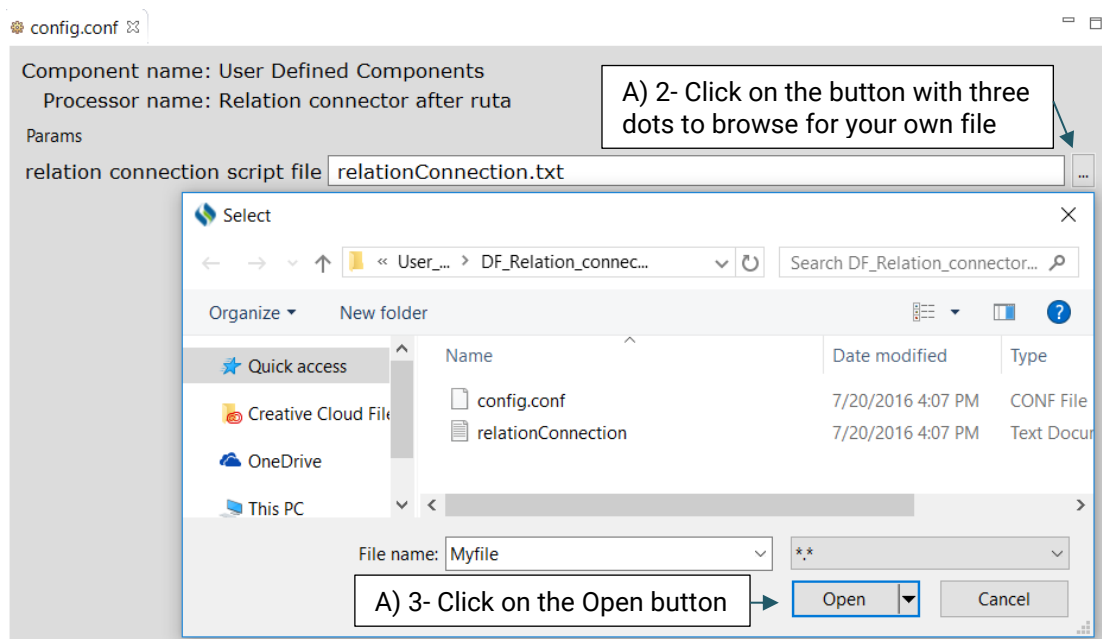 config.conf
Component name: User Defined Components
Processor name: Relation connector after ruta
A) 2- Click on the button with three
dots to browse for your own file
Params
relation connection script file relationConnection.txt ...
Select
« User_... > DF_Relation_connec... Search DF_Relation_connector...
Organize New folder ?
Name Date modified Type
Quick access
config.conf 7/20/2016 4:07 PM CONF File
Creative Cloud File
relationConnection 7/20/2016 4:07 PM Text Docur
OneDrive
This PC
File name: Myfile *.*
A) 3- Click on the Open button Open Cancel